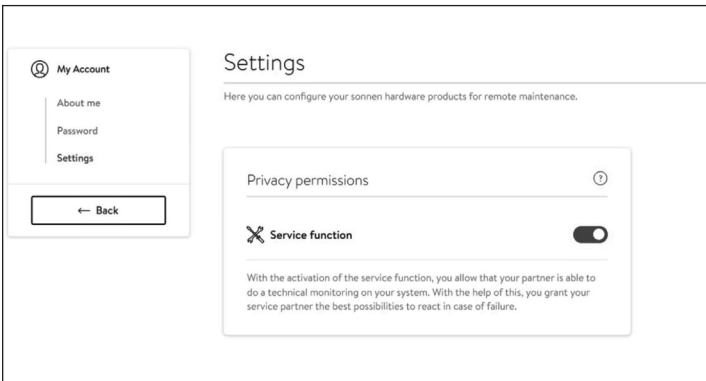 My Account
About me
Password
Settings
← Back
Settings
Here you can configure your sonnen hardware products for remote maintenance.
Privacy permissions
?
Service function
With the activation of the service function, you allow that your partner is able to
do a technical monitoring on your system. With the help of this, you grant your
service partner the best possibilities to react in case of failure.